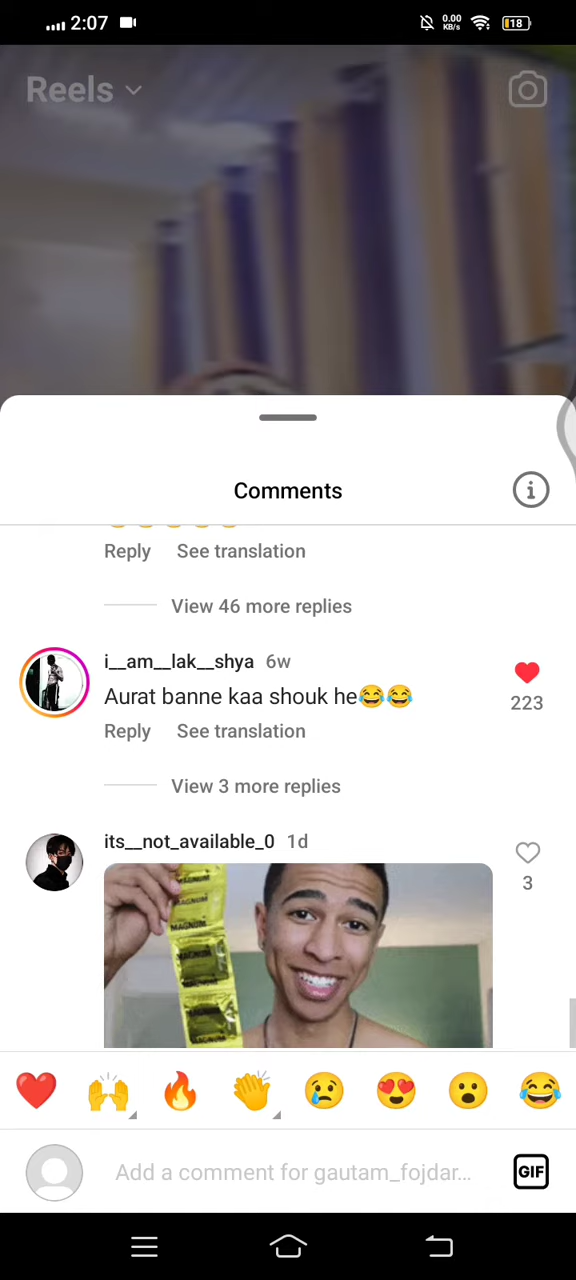 2:07
0.00
KB/s
18
Reels
Comments
Reply See translation
View 46 more replies
i__am__lak__shya 6w
Aurat banne kaa shouk he😂😂
223
Reply See translation
View 3 more replies
its__not_available_0 1d
3
MAGNUM
MAGNUM
MAGNUM
Add a comment for gautam_fojdar...
GIF